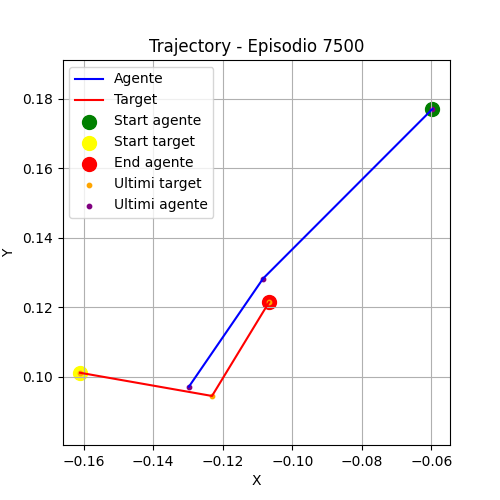 Trajectory - Episodio 7500
Agente
Target
Start agente
Start target
End agente
Ultimi target
Ultimi agente
Y
0.18
0.16
0.14
0.12
0.10
−0.16 −0.14 −0.12 −0.10 −0.08 −0.06
X